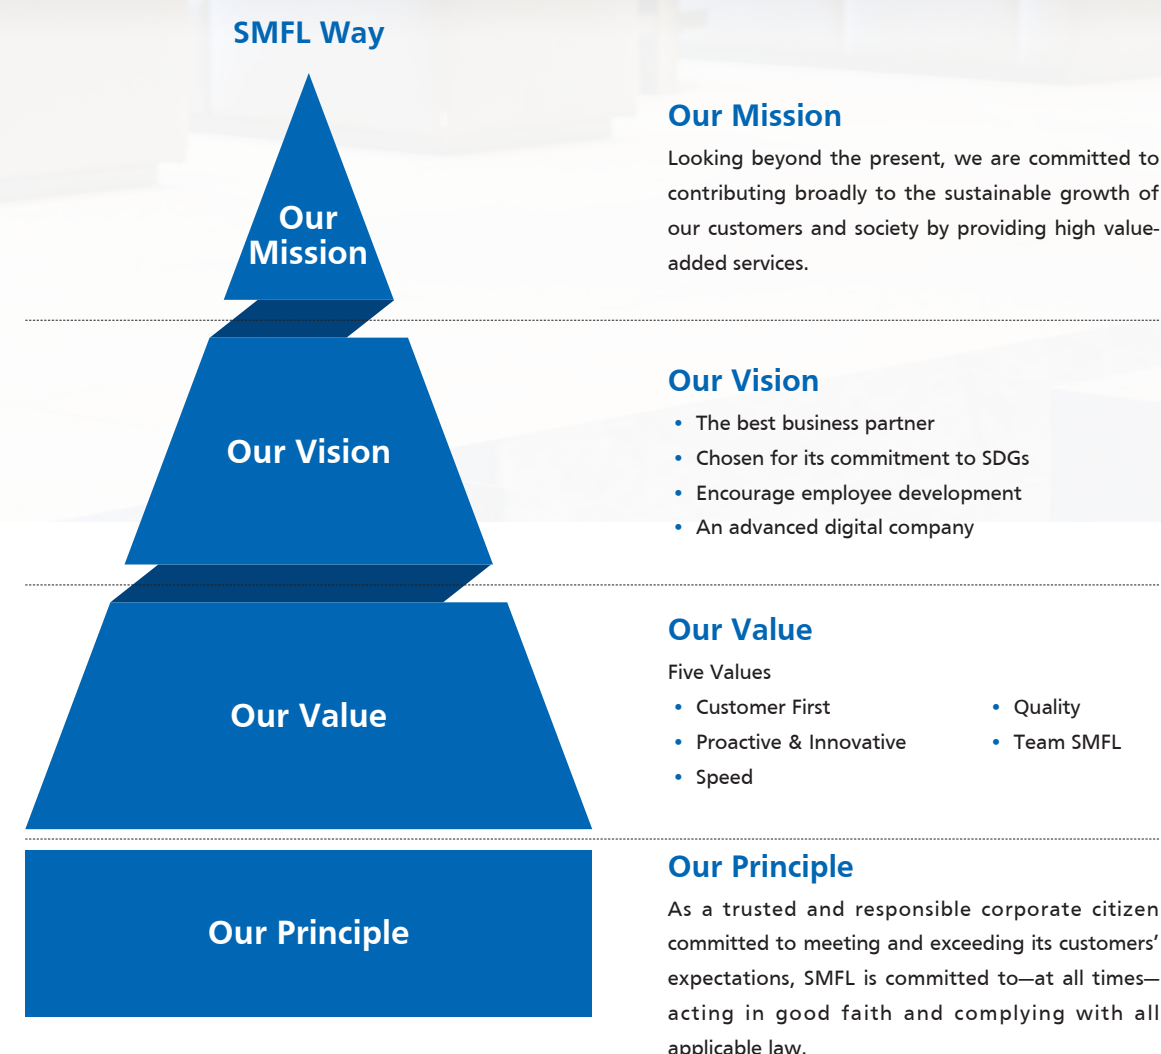 SMFL Way
Our
Mission
Our Mission
Looking beyond the present, we are committed to
contributing broadly to the sustainable growth of
our customers and society by providing high value-
added services.
Our Vision
Our Vision
• The best business partner
• Chosen for its commitment to SDGs
• Encourage employee development
• An advanced digital company
Our Value
Our Value
Five Values
• Customer First
• Proactive & Innovative
• Speed
• Quality
• Team SMFL
Our Principle
Our Principle
As a trusted and responsible corporate citizen
committed to meeting and exceeding its customers’
expectations, SMFL is committed to—at all times—
acting in good faith and complying with all
applicable law.